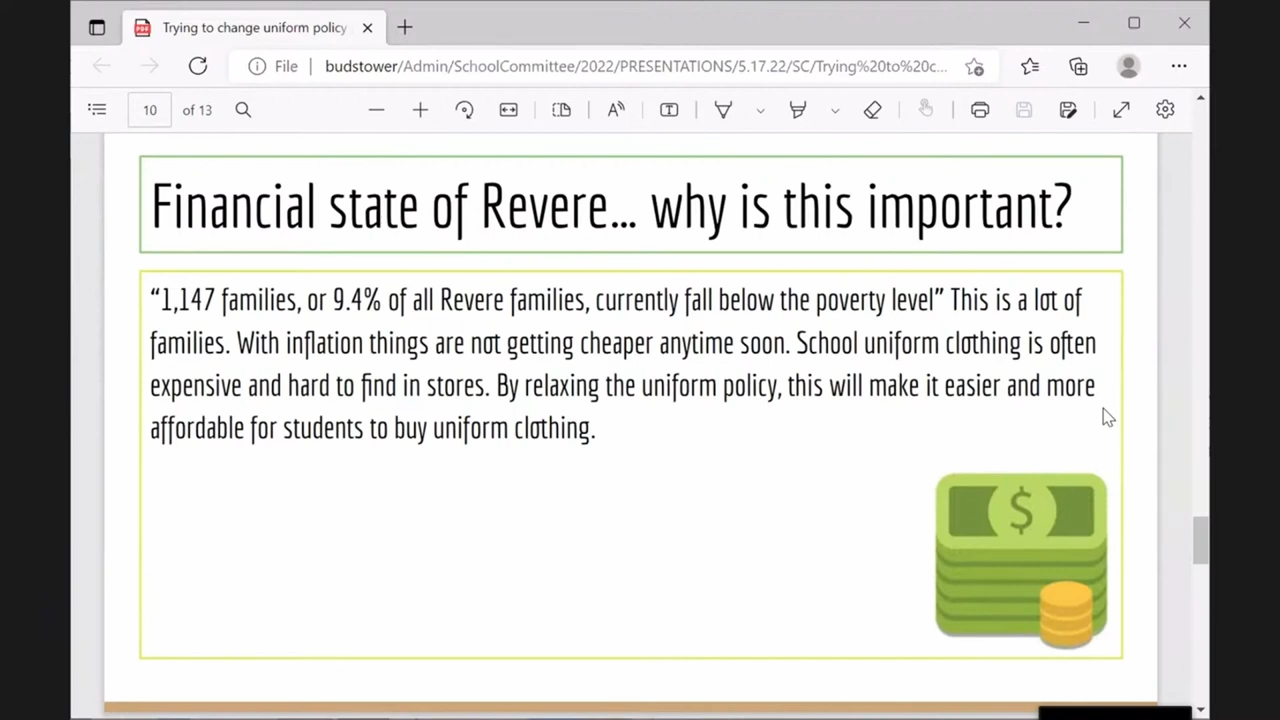 Trying to change uniform policy
File
budstower/Admin/SchoolCommittee/2022/PRESENTATIONS/5.17.22/SC/Trying%20to%20c...
10 of 13
Financial state of Revere... why is this important?
“1,147 families, or 9.4% of all Revere families, currently fall below the poverty level” This is a lot of
families. With inflation things are not getting cheaper anytime soon. School uniform clothing is often
expensive and hard to find in stores. By relaxing the uniform policy, this will make it easier and more
affordable for students to buy uniform clothing.
$